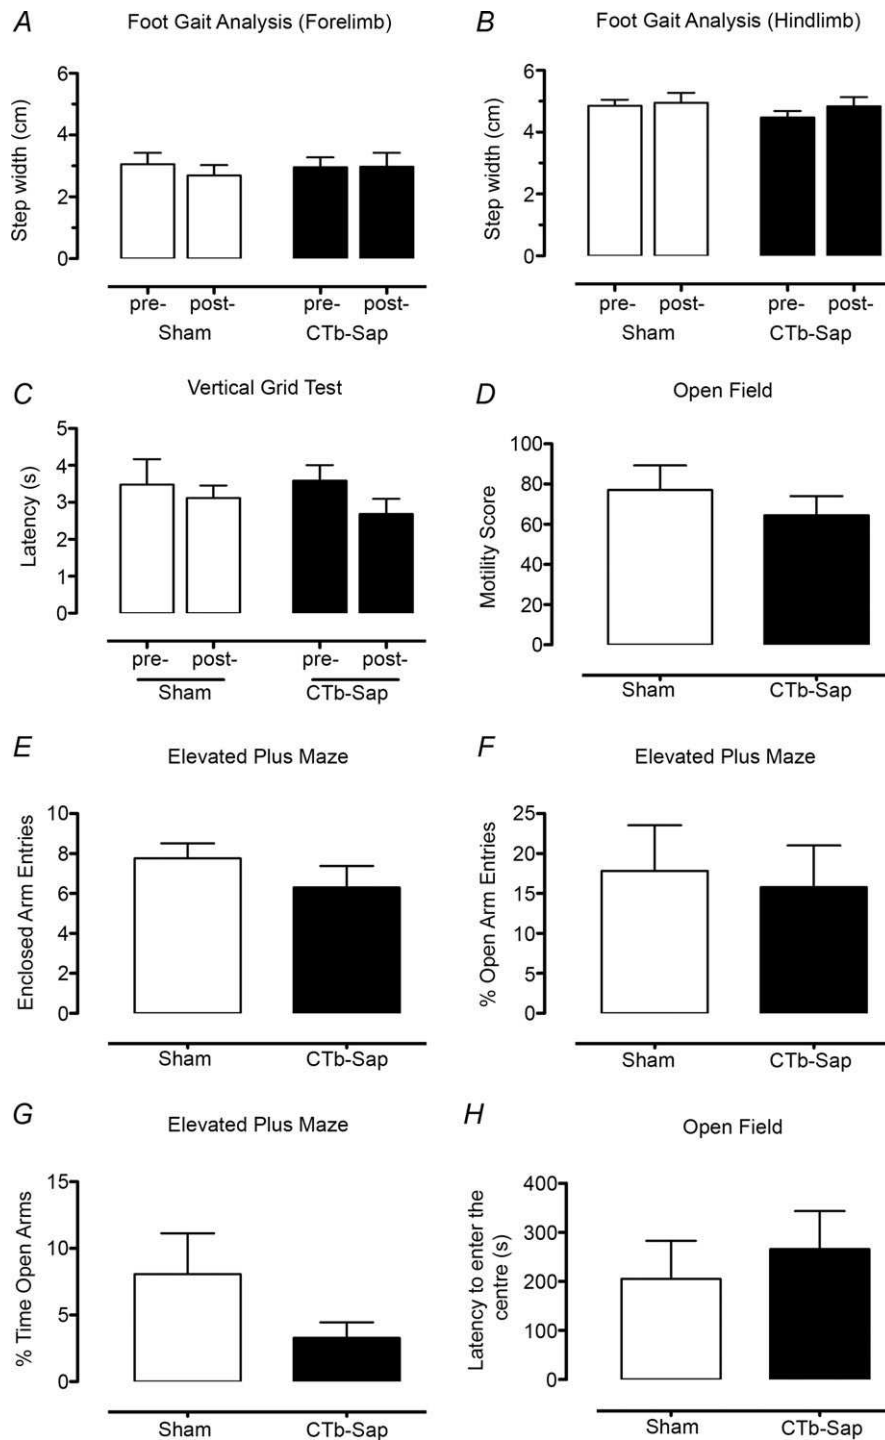 A
Foot Gait Analysis (Forelimb)
Step width (cm)
6
4
2
0
pre- post- pre- post-
Sham CTb-Sap
B
Foot Gait Analysis (Hindlimb)
Step width (cm)
6
4
2
0
pre- post- pre- post-
Sham CTb-Sap
C
Vertical Grid Test
Latency (s)
5
4
3
2
1
0
pre- post- pre- post-
Sham CTb-Sap
D
Open Field
Motility Score
100
80
60
40
20
0
Sham CTb-Sap
E
Elevated Plus Maze
Enclosed Arm Entries
10
8
6
4
2
0
Sham CTb-Sap
F
Elevated Plus Maze
% Open Arm Entries
25
20
15
10
5
0
Sham CTb-Sap
G
Elevated Plus Maze
% Time Open Arms
15
10
5
0
Sham CTb-Sap
H
Open Field
Latency to enter the
centre (s)
400
300
200
100
0
Sham CTb-Sap